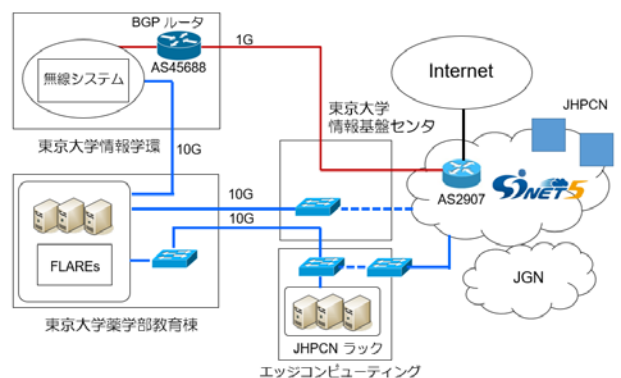 BGP ルータ
1G
AS45688
無線システム
Internet
JHPCN
東京大学
情報基盤センタ
東京大学情報学環
10G
AS2907
SINET5
10G
10G
FLAREs
JGN
東京大学薬学部教育棟
JHPCN ラック
エッジコンピューティング